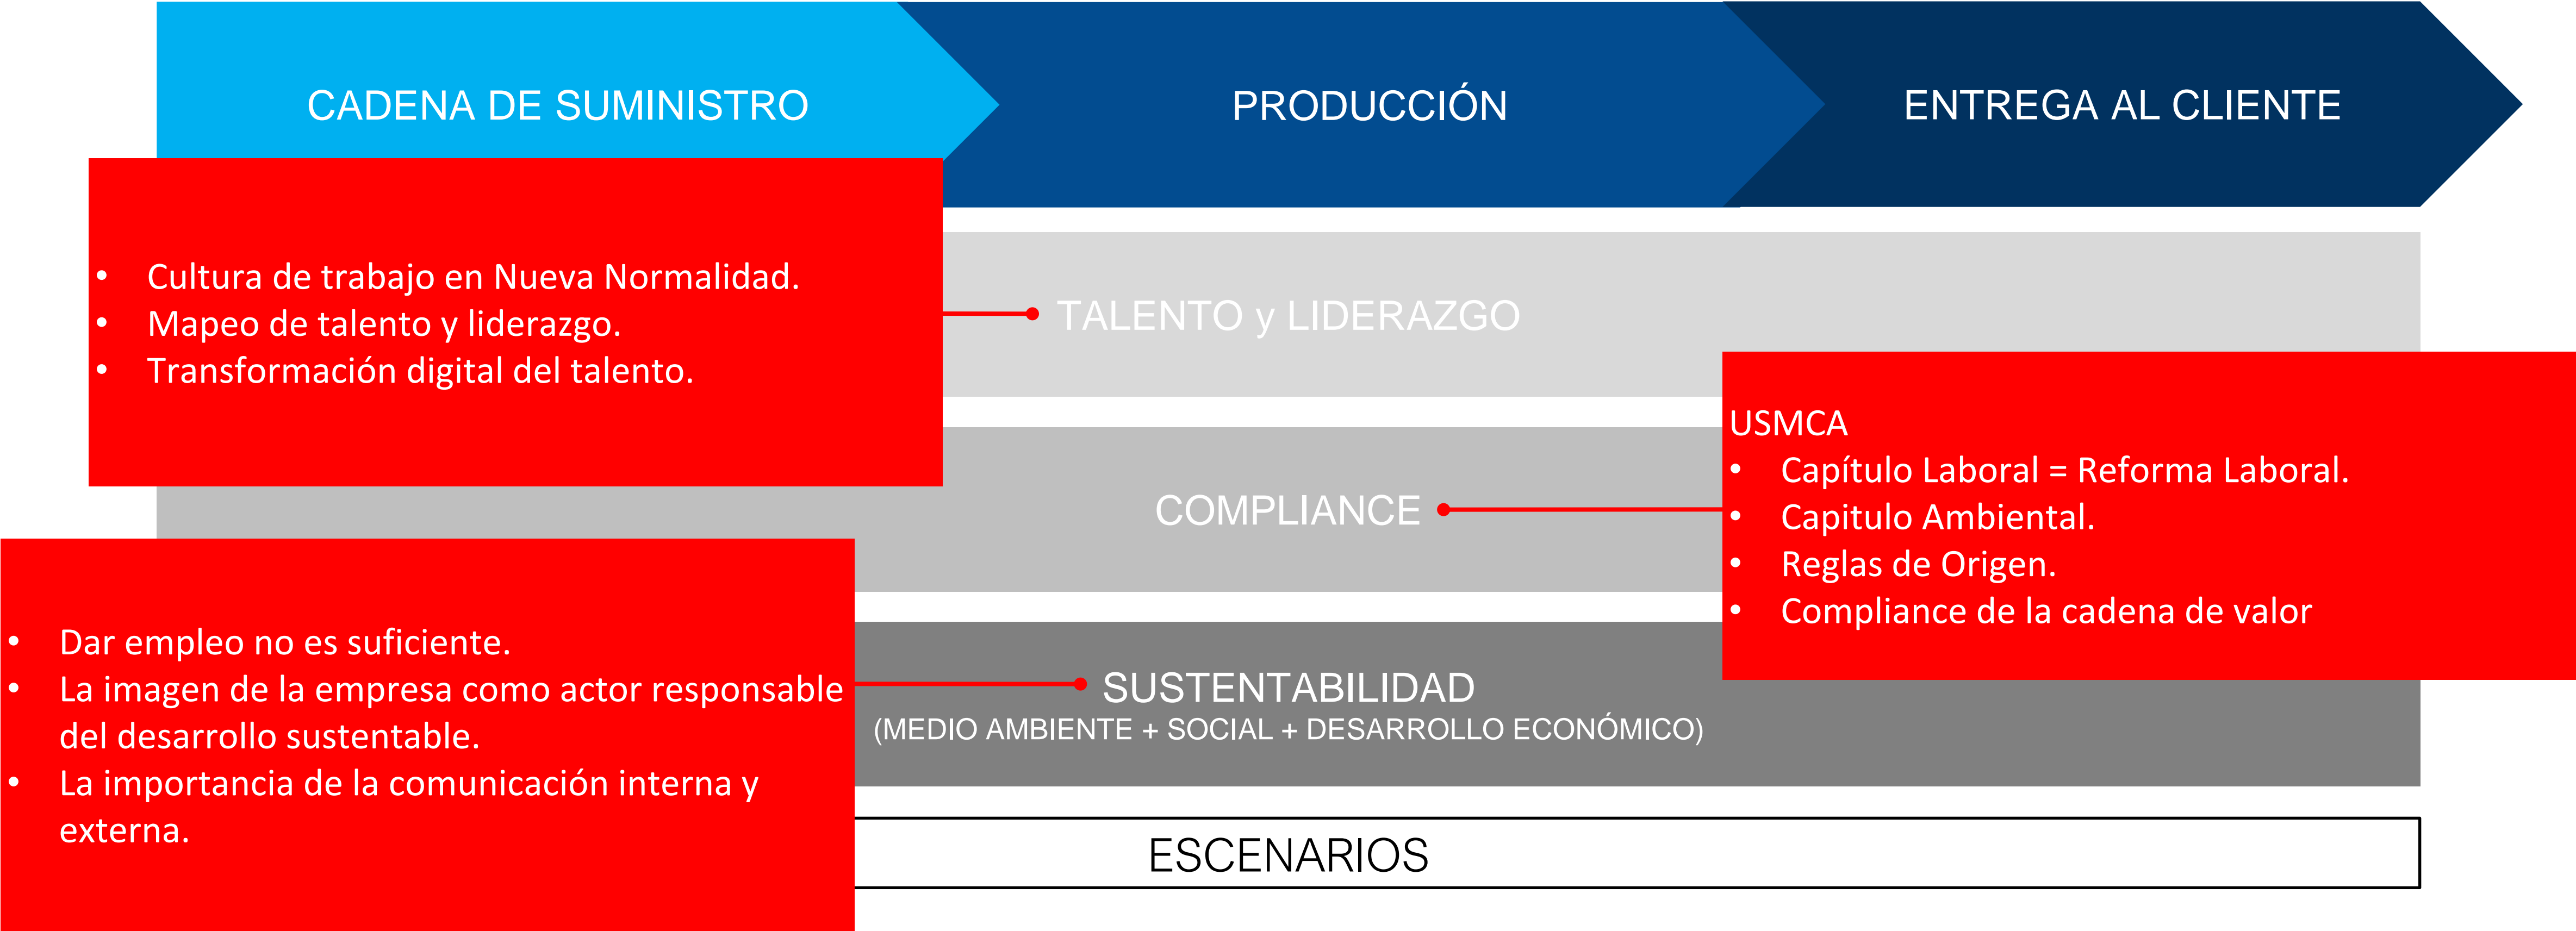 CADENA DE SUMINISTRO
PRODUCCIÓN
ENTREGA AL CLIENTE
• Cultura de trabajo en Nueva Normalidad.
• Mapeo de talento y liderazgo.
• Transformación digital del talento.
TALENTO y LIDERAZGO
USMCA
• Capítulo Laboral = Reforma Laboral.
• Capitulo Ambiental.
• Reglas de Origen.
• Compliance de la cadena de valor
COMPLIANCE
• Dar empleo no es suficiente.
• La imagen de la empresa como actor responsable
del desarrollo sustentable.
• La importancia de la comunicación interna y
externa.
SUSTENTABILIDAD
(MEDIO AMBIENTE + SOCIAL + DESARROLLO ECONÓMICO)
ESCENARIOS